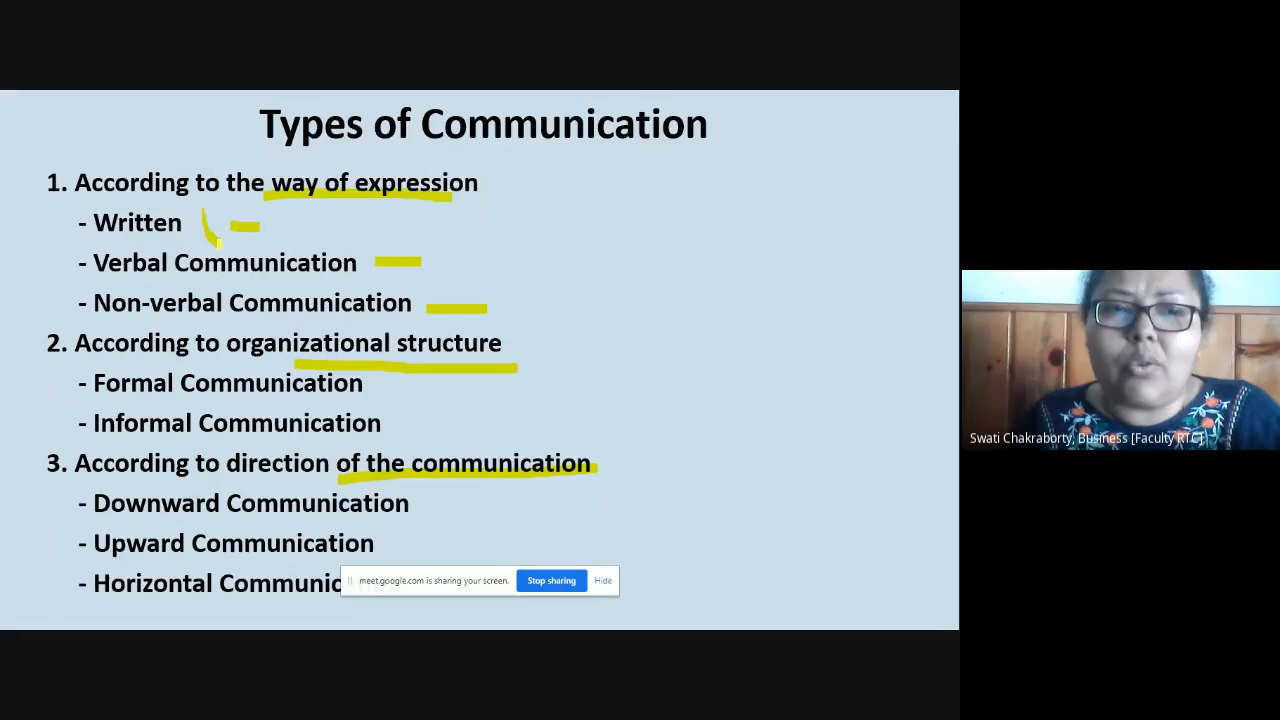 Types of Communication
1. According to the way of expression
- Written
- Verbal Communication
- Non-verbal Communication
2. According to organizational structure
- Formal Communication
- Informal Communication
3. According to direction of the communication
- Downward Communication
- Upward Communication
- Horizontal Communic
meet.google.com is sharing your screen. Stop sharing Hide
Swati Chakraborty, Business [Faculty RTC]